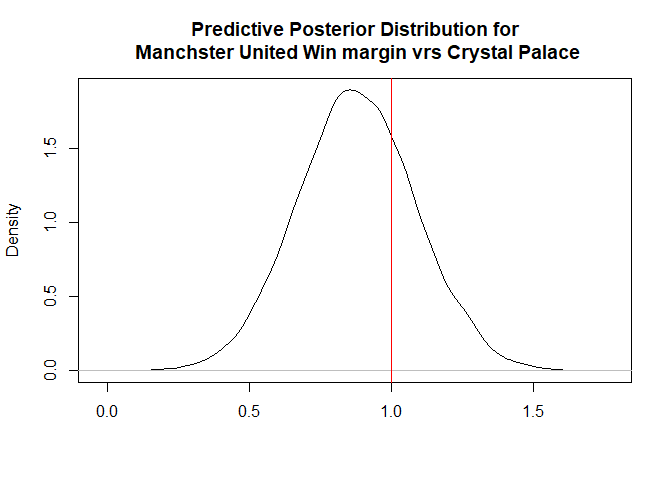 Predictive Posterior Distribution for
Manchster United Win margin vrs Crystal Palace
Density
1.5
1.0
0.5
0.0
0.0 0.5 1.0 1.5